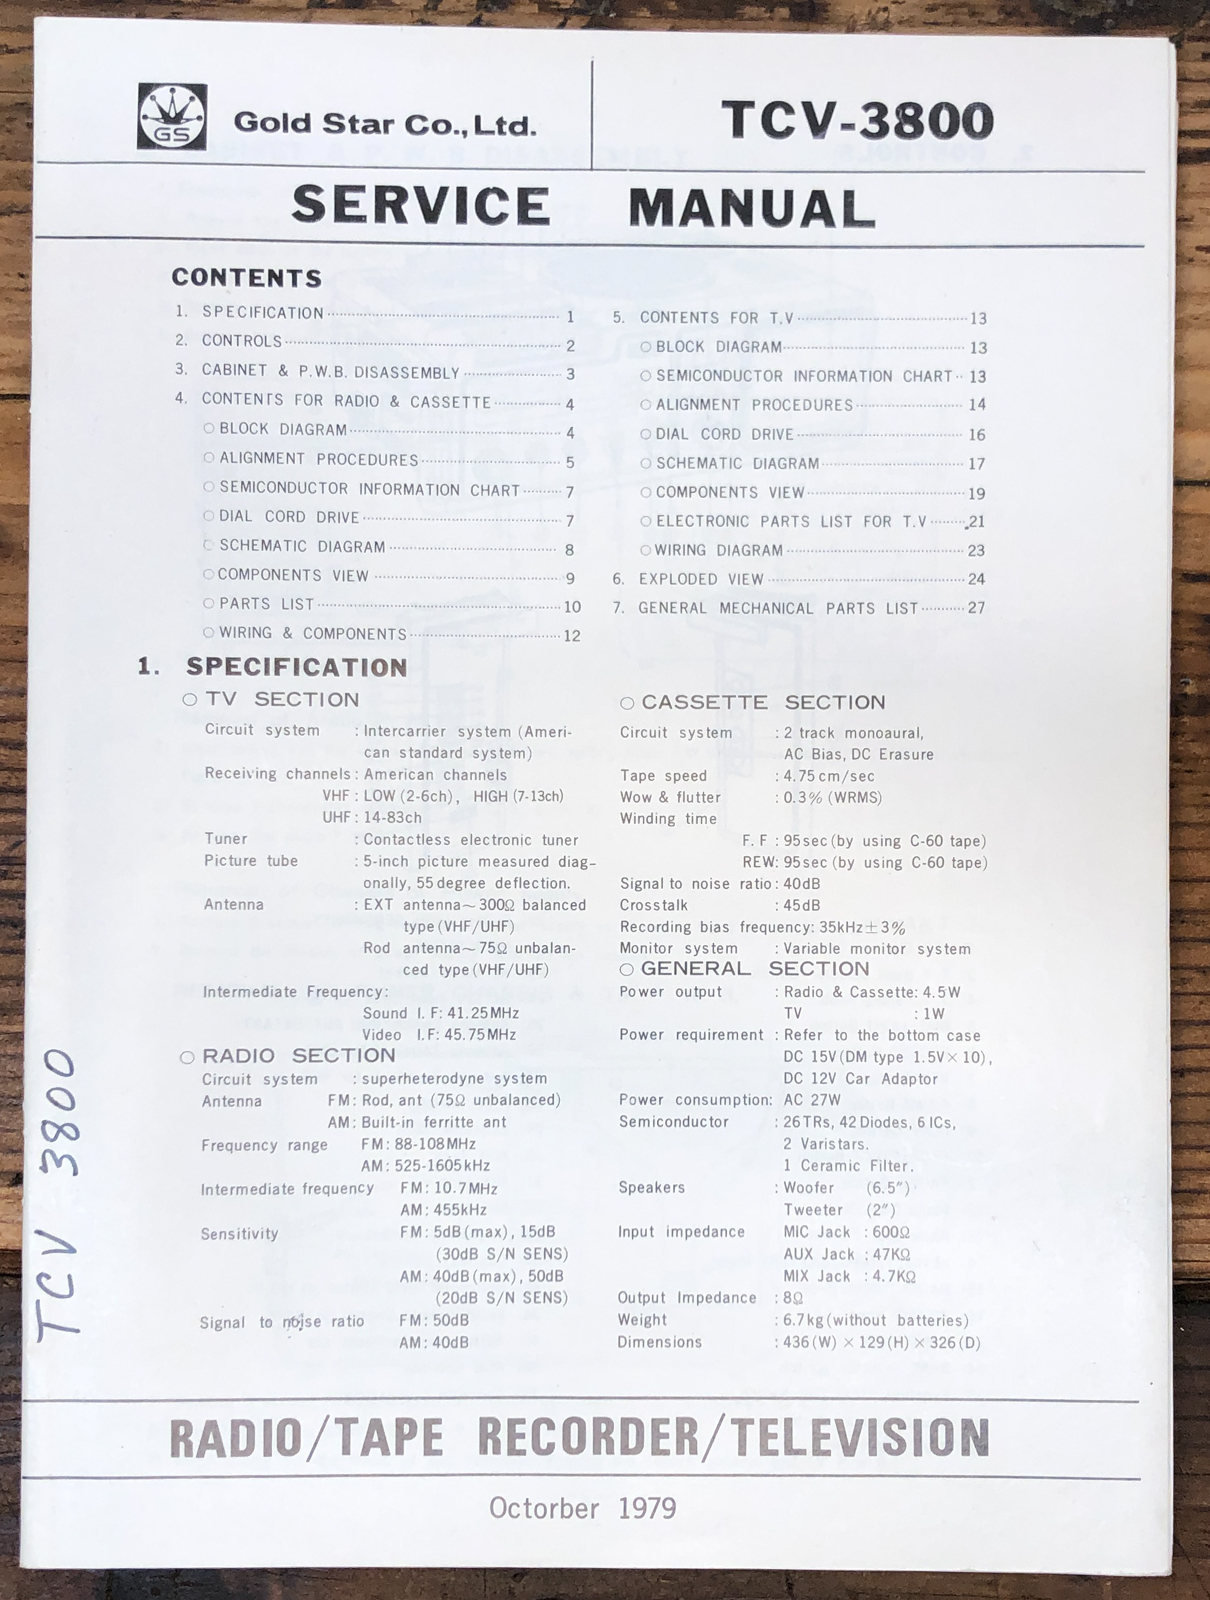 GS
Gold Star Co., Ltd.
TCV-3800
SERVICE MANUAL
CONTENTS
1. SPECIFICATION 1
2. CONTROLS 2
3. CABINET & P.W.B. DISASSEMBLY 3
4. CONTENTS FOR RADIO & CASSETTE 4
○ BLOCK DIAGRAM 4
○ ALIGNMENT PROCEDURES 5
○ SEMICONDUCTOR INFORMATION CHART 7
○ DIAL CORD DRIVE 7
○ SCHEMATIC DIAGRAM 8
○ COMPONENTS VIEW 9
○ PARTS LIST 10
○ WIRING & COMPONENTS 12
5. CONTENTS FOR T.V 13
○ BLOCK DIAGRAM 13
○ SEMICONDUCTOR INFORMATION CHART 13
○ ALIGNMENT PROCEDURES 14
○ DIAL CORD DRIVE 16
○ SCHEMATIC DIAGRAM 17
○ COMPONENTS VIEW 19
○ ELECTRONIC PARTS LIST FOR T.V 21
○ WIRING DIAGRAM 23
6. EXPLODED VIEW 24
7. GENERAL MECHANICAL PARTS LIST 27
1. SPECIFICATION
○ TV SECTION
Circuit system : Intercarrier system (Ameri-
can standard system)
Receiving channels : American channels
VHF : LOW (2-6ch), HIGH (7-13ch)
UHF : 14-83ch
Tuner : Contactless electronic tuner
Picture tube : 5-inch picture measured diag-
onally, 55 degree deflection.
Antenna : EXT antenna~300Ω balanced
type (VHF/UHF)
Rod antenna~75Ω unbalan-
ced type (VHF/UHF)
Intermediate Frequency:
Sound I. F: 41.25MHz
Video I.F: 45.75MHz
○ RADIO SECTION
Circuit system : superheterodyne system
Antenna FM: Rod, ant (75Ω unbalanced)
AM: Built-in ferritte ant
Frequency range FM: 88-108MHz
AM: 525-1605kHz
Intermediate frequency FM: 10.7MHz
AM: 455kHz
Sensitivity FM: 5dB (max), 15dB
(30dB S/N SENS)
AM: 40dB (max), 50dB
(20dB S/N SENS)
Signal to noise ratio FM: 50dB
AM: 40dB
○ CASSETTE SECTION
Circuit system : 2 track monoaural,
AC Bias, DC Erasure
Tape speed : 4.75 cm/sec
Wow & flutter : 0.3% (WRMS)
Winding time
F. F : 95sec (by using C-60 tape)
REW: 95sec (by using C-60 tape)
Signal to noise ratio : 40dB
Crosstalk : 45dB
Recording bias frequency: 35kHz±3%
Monitor system : Variable monitor system
○ GENERAL SECTION
Power output : Radio & Cassette: 4.5W
TV : 1W
Power requirement : Refer to the bottom case
DC 15V (DM type 1.5V×10),
DC 12V Car Adaptor
Power consumption: AC 27W
Semiconductor : 26TRs, 42 Diodes, 6 ICs,
2 Varistars.
1 Ceramic Filter.
Speakers : Woofer (6.5″)
Tweeter (2″)
Input impedance MIC Jack : 600Ω
AUX Jack : 47KΩ
MIX Jack : 4.7KΩ
Output Impedance : 8Ω
Weight : 6.7kg (without batteries)
Dimensions : 436(W) × 129(H) × 326(D)
TCV 3800
RADIO/TAPE RECORDER/TELEVISION
Octorber 1979